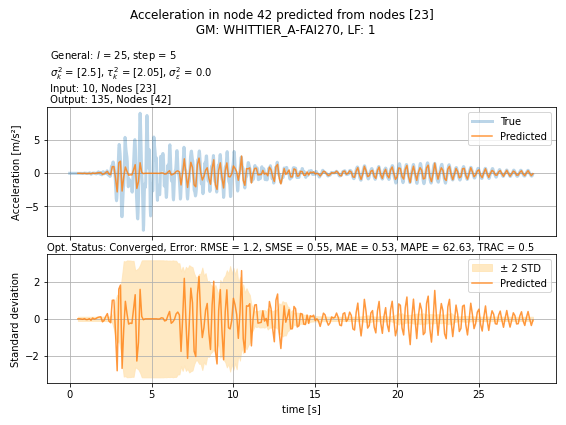 Acceleration in node 42 predicted from nodes [23]
GM: WHITTIER_A-FAI270, LF: 1
General: l = 25, step = 5
σ²ₖ = [2.5], τ²ₖ = [2.05], σ²ε = 0.0
Input: 10, Nodes [23]
Output: 135, Nodes [42]
Acceleration [m/s²]
5
0
−5
True
Predicted
Opt. Status: Converged, Error: RMSE = 1.2, SMSE = 0.55, MAE = 0.53, MAPE = 62.63, TRAC = 0.5
Standard deviation
2
0
−2
± 2 STD
Predicted
0 5 10 15 20 25
time [s]